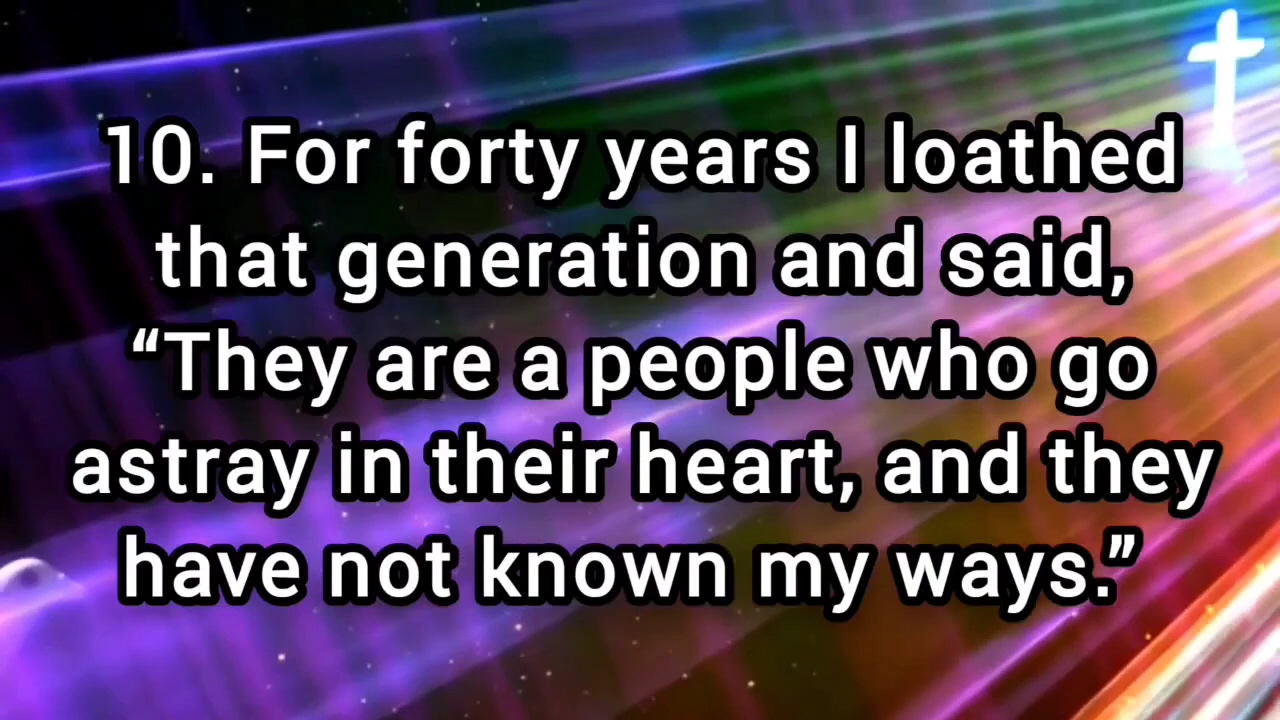 10. For forty years I loathed
that generation and said,
“They are a people who go
astray in their heart, and they
have not known my ways.”